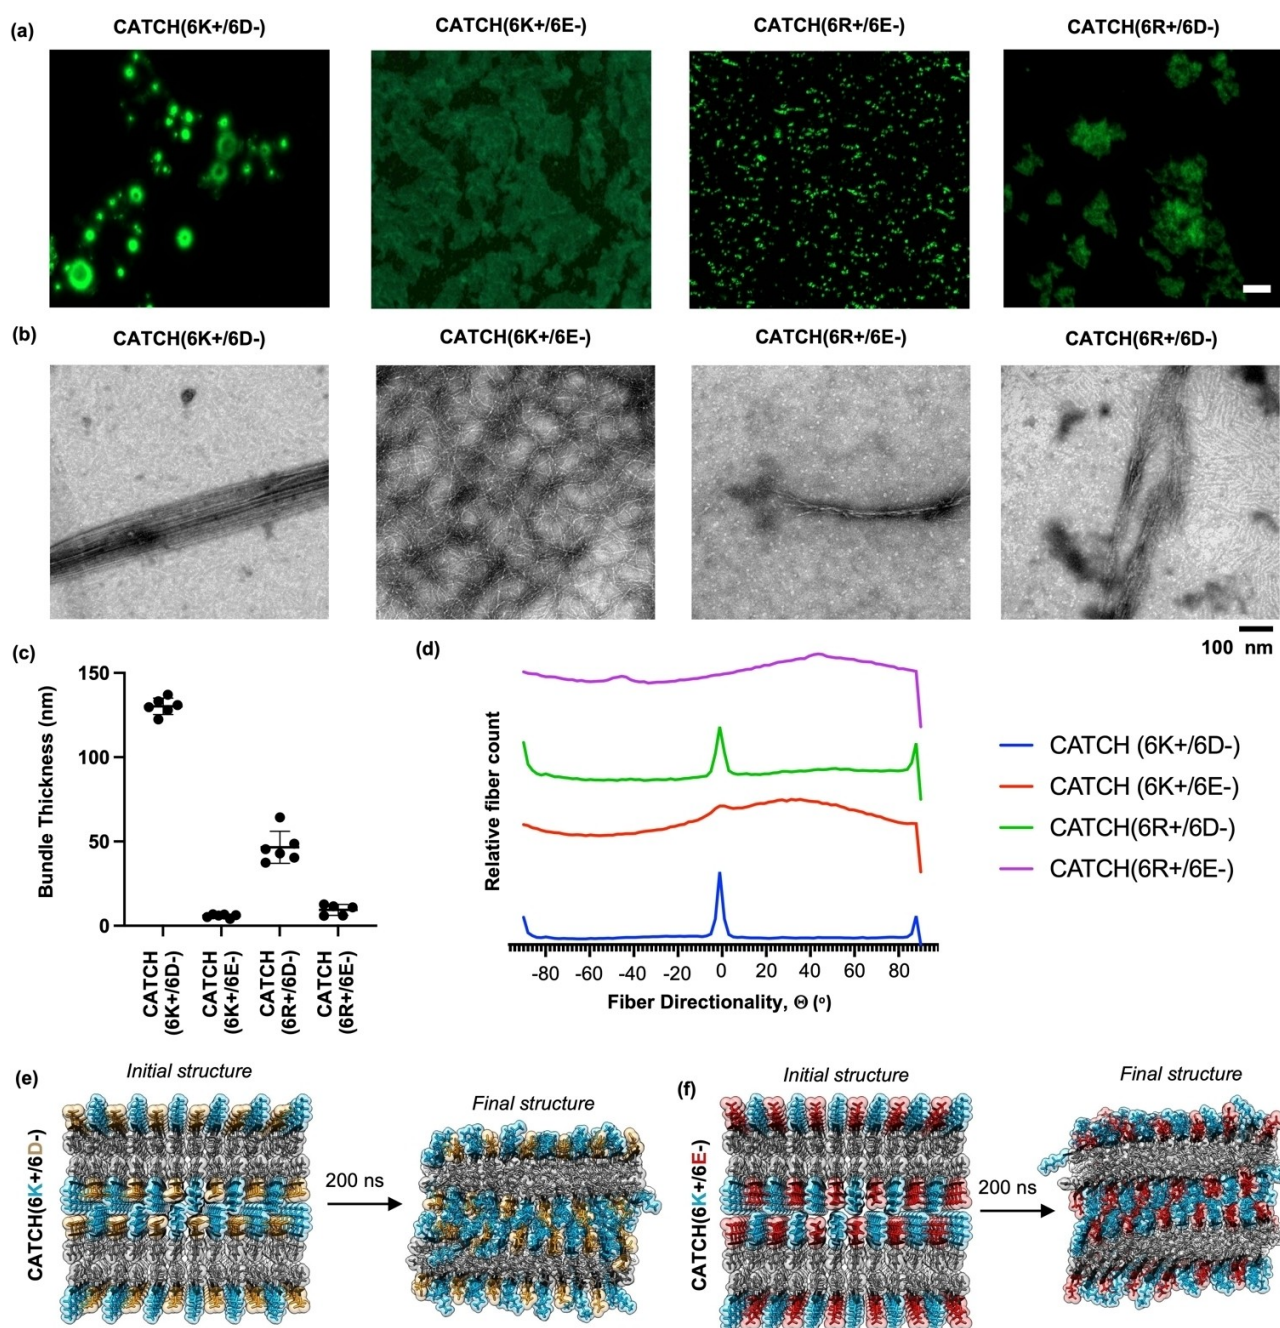 (a)
CATCH(6K+/6D-)
CATCH(6K+/6E-)
CATCH(6R+/6E-)
CATCH(6R+/6D-)
(b)
CATCH(6K+/6D-)
CATCH(6K+/6E-)
CATCH(6R+/6E-)
CATCH(6R+/6D-)
100 nm
(c)
Bundle Thickness (nm)
150
100
50
0
CATCH
(6K+/6D-)
CATCH
(6K+/6E-)
CATCH
(6R+/6D-)
CATCH
(6R+/6E-)
(d)
Relative fiber count
-80 -60 -40 -20 0 20 40 60 80
Fiber Directionality, Θ (º)
CATCH (6K+/6D-)
CATCH (6K+/6E-)
CATCH(6R+/6D-)
CATCH(6R+/6E-)
(e)
CATCH(6K+/6D-)
Initial structure
200 ns
Final structure
(f)
CATCH(6K+/6E-)
Initial structure
200 ns
Final structure